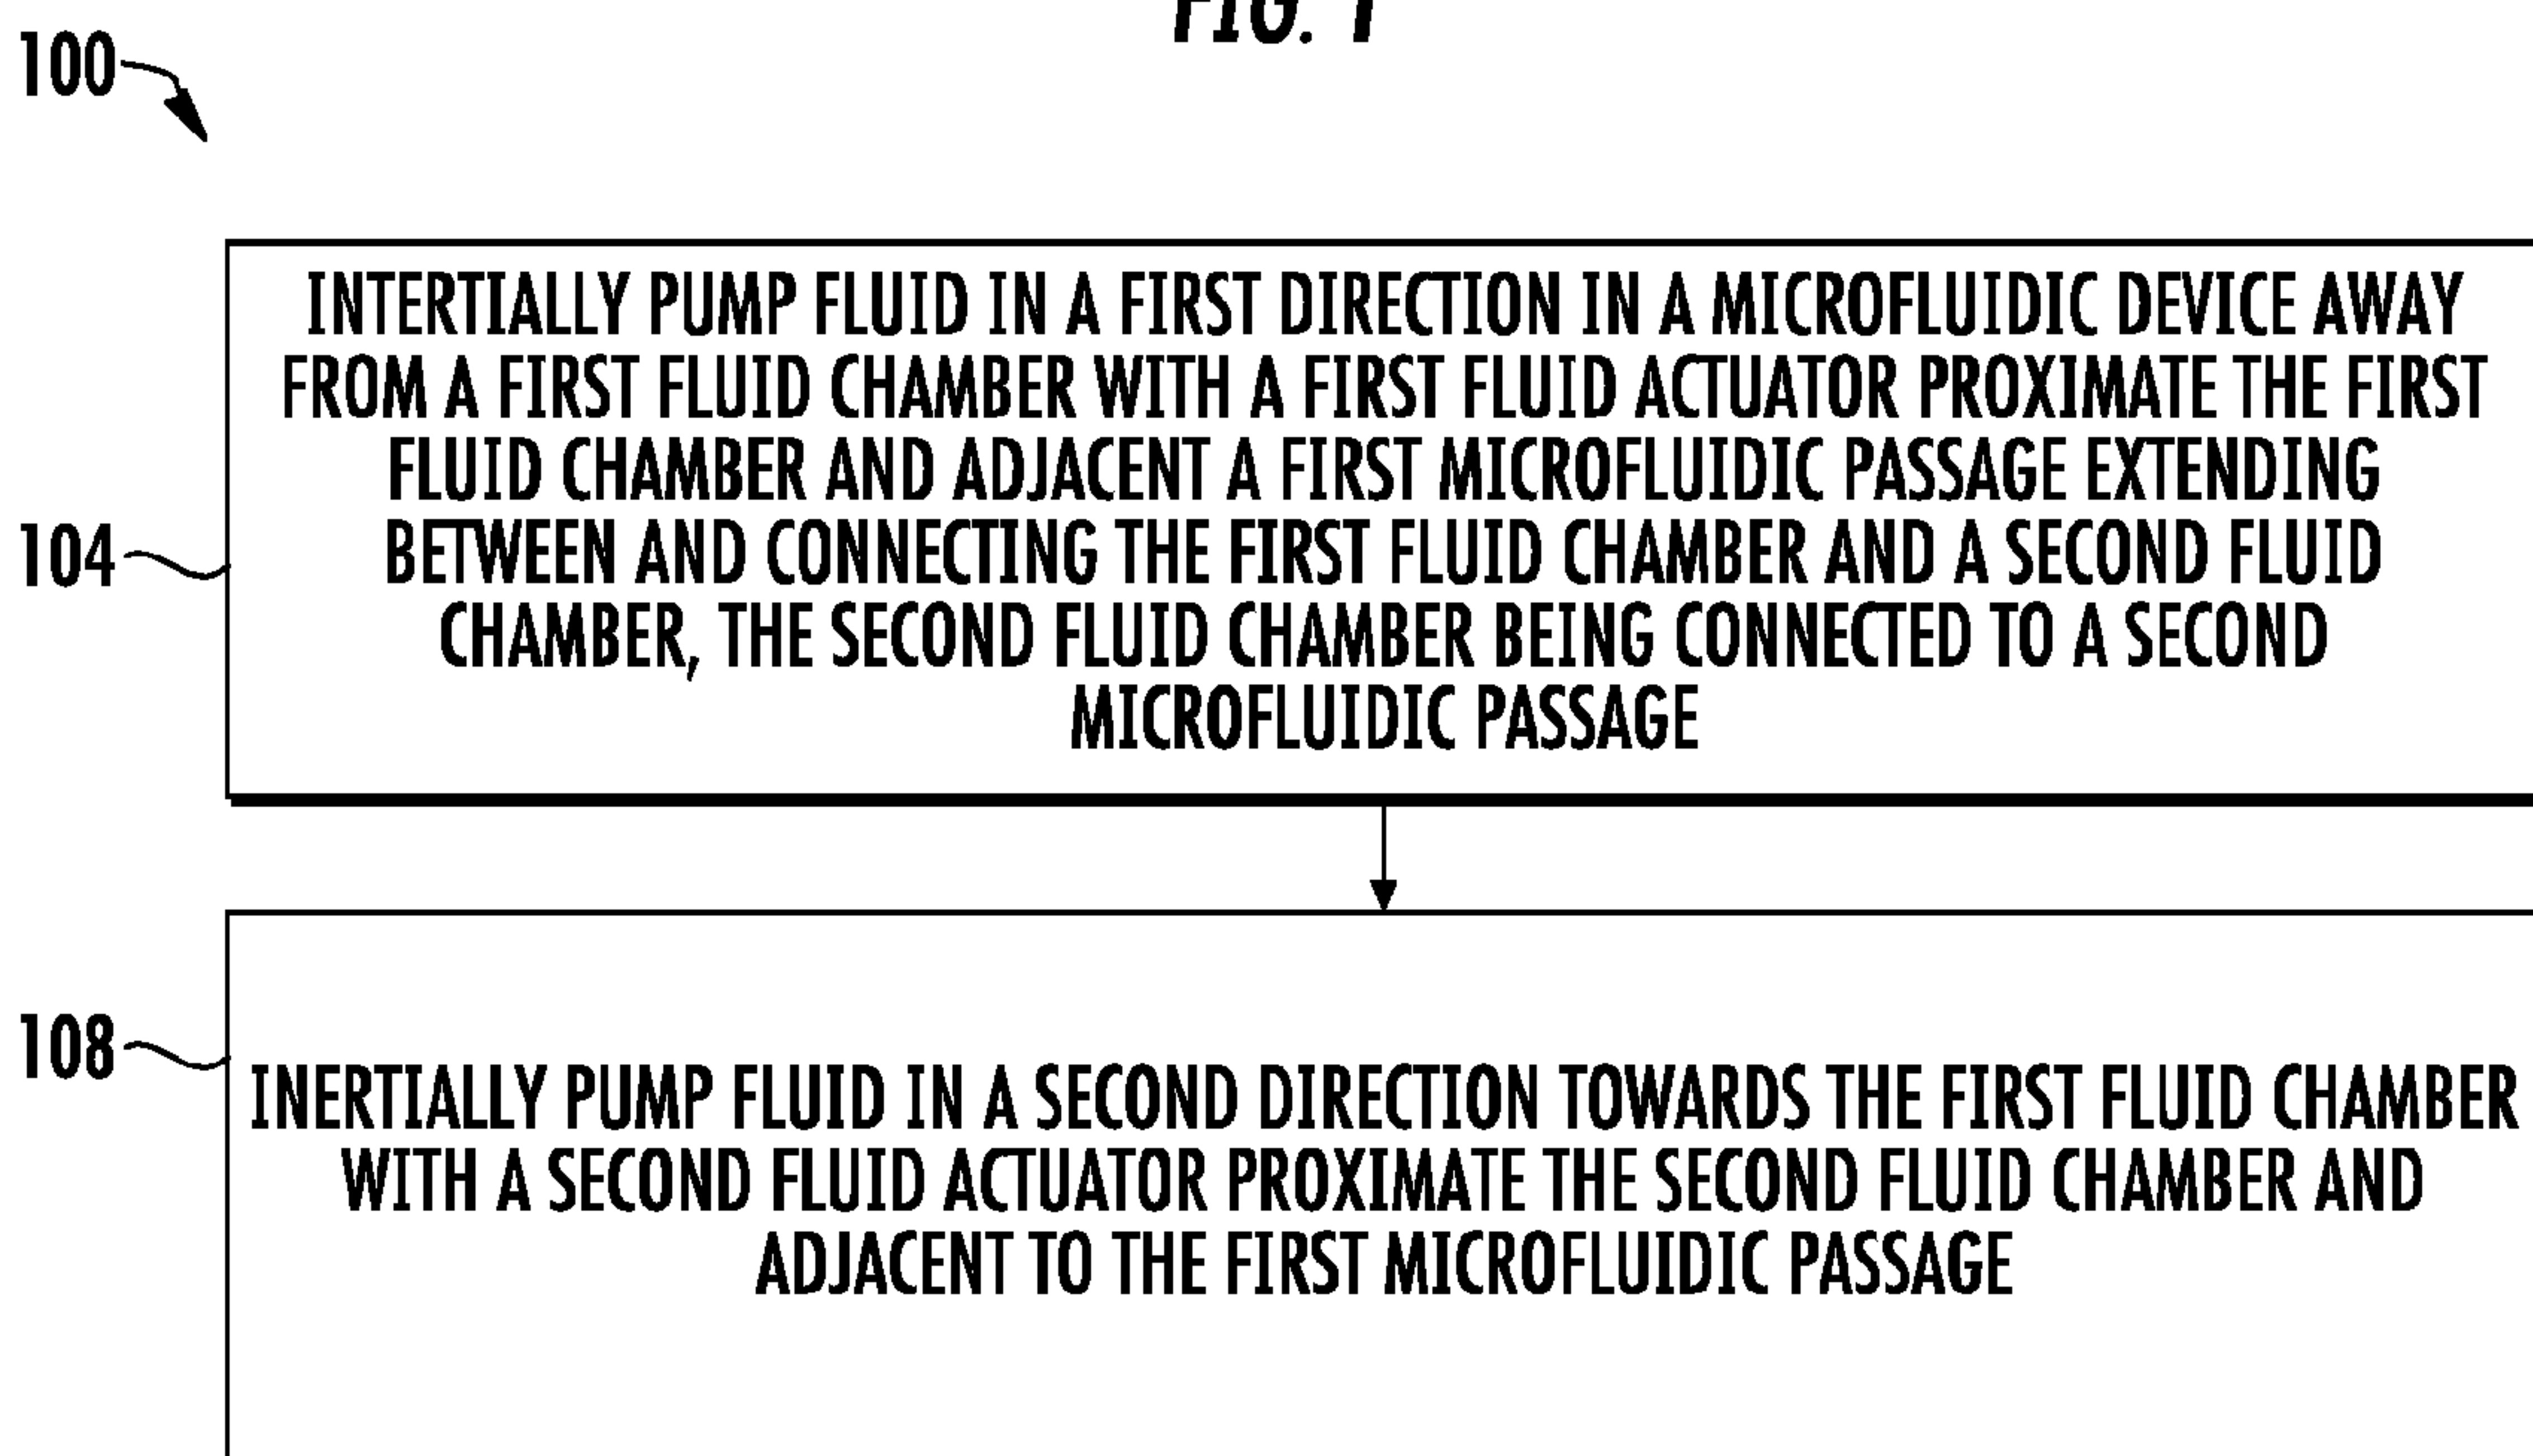 FIG. 1
100
INTERTIALLY PUMP FLUID IN A FIRST DIRECTION IN A MICROFLUIDIC DEVICE AWAY
FROM A FIRST FLUID CHAMBER WITH A FIRST FLUID ACTUATOR PROXIMATE THE FIRST
FLUID CHAMBER AND ADJACENT A FIRST MICROFLUIDIC PASSAGE EXTENDING
104
BETWEEN AND CONNECTING THE FIRST FLUID CHAMBER AND A SECOND FLUID
CHAMBER, THE SECOND FLUID CHAMBER BEING CONNECTED TO A SECOND
MICROFLUIDIC PASSAGE
108
INERTIALLY PUMP FLUID IN A SECOND DIRECTION TOWARDS THE FIRST FLUID CHAMBER
WITH A SECOND FLUID ACTUATOR PROXIMATE THE SECOND FLUID CHAMBER AND
ADJACENT TO THE FIRST MICROFLUIDIC PASSAGE